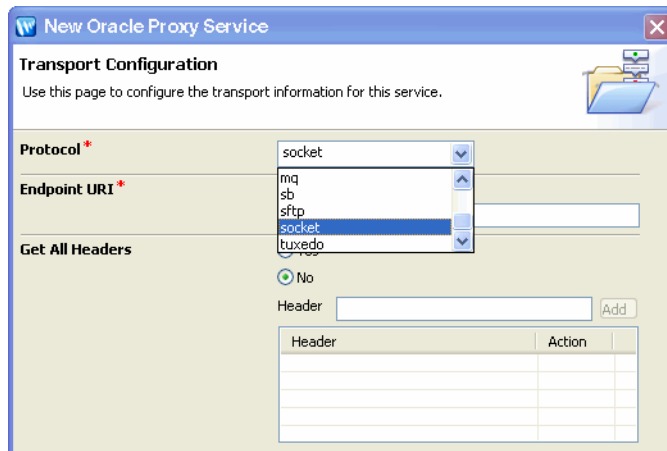 New Oracle Proxy Service
Transport Configuration
Use this page to configure the transport information for this service.
Protocol *
socket
mq
sb
sftp
socket
tuxedo
Endpoint URI *
Get All Headers
No
Header Add
Header Action